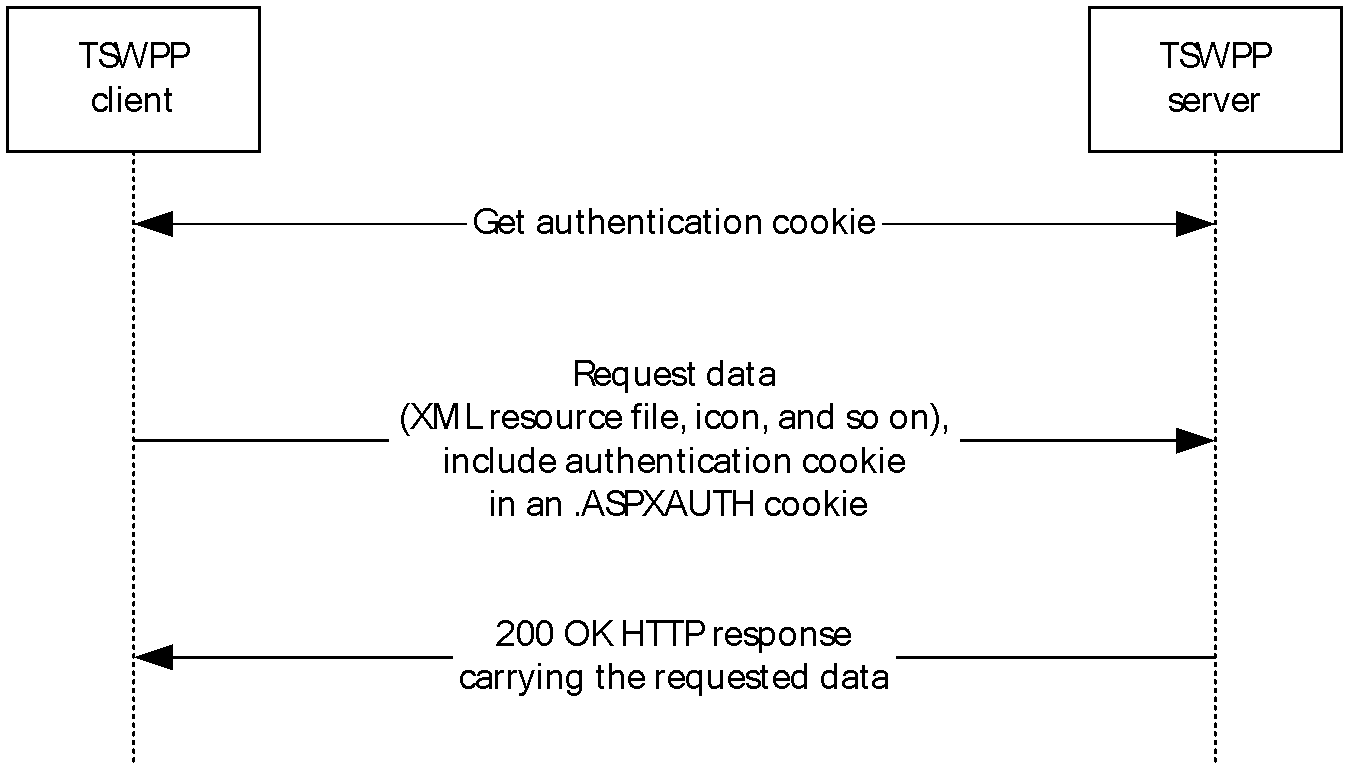 TSWPP
client
TSWPP
server
Get authentication cookie
Request data
(XML resource file, icon, and so on),
include authentication cookie
in an .ASPXAUTH cookie
200 OK HTTP response
carrying the requested data